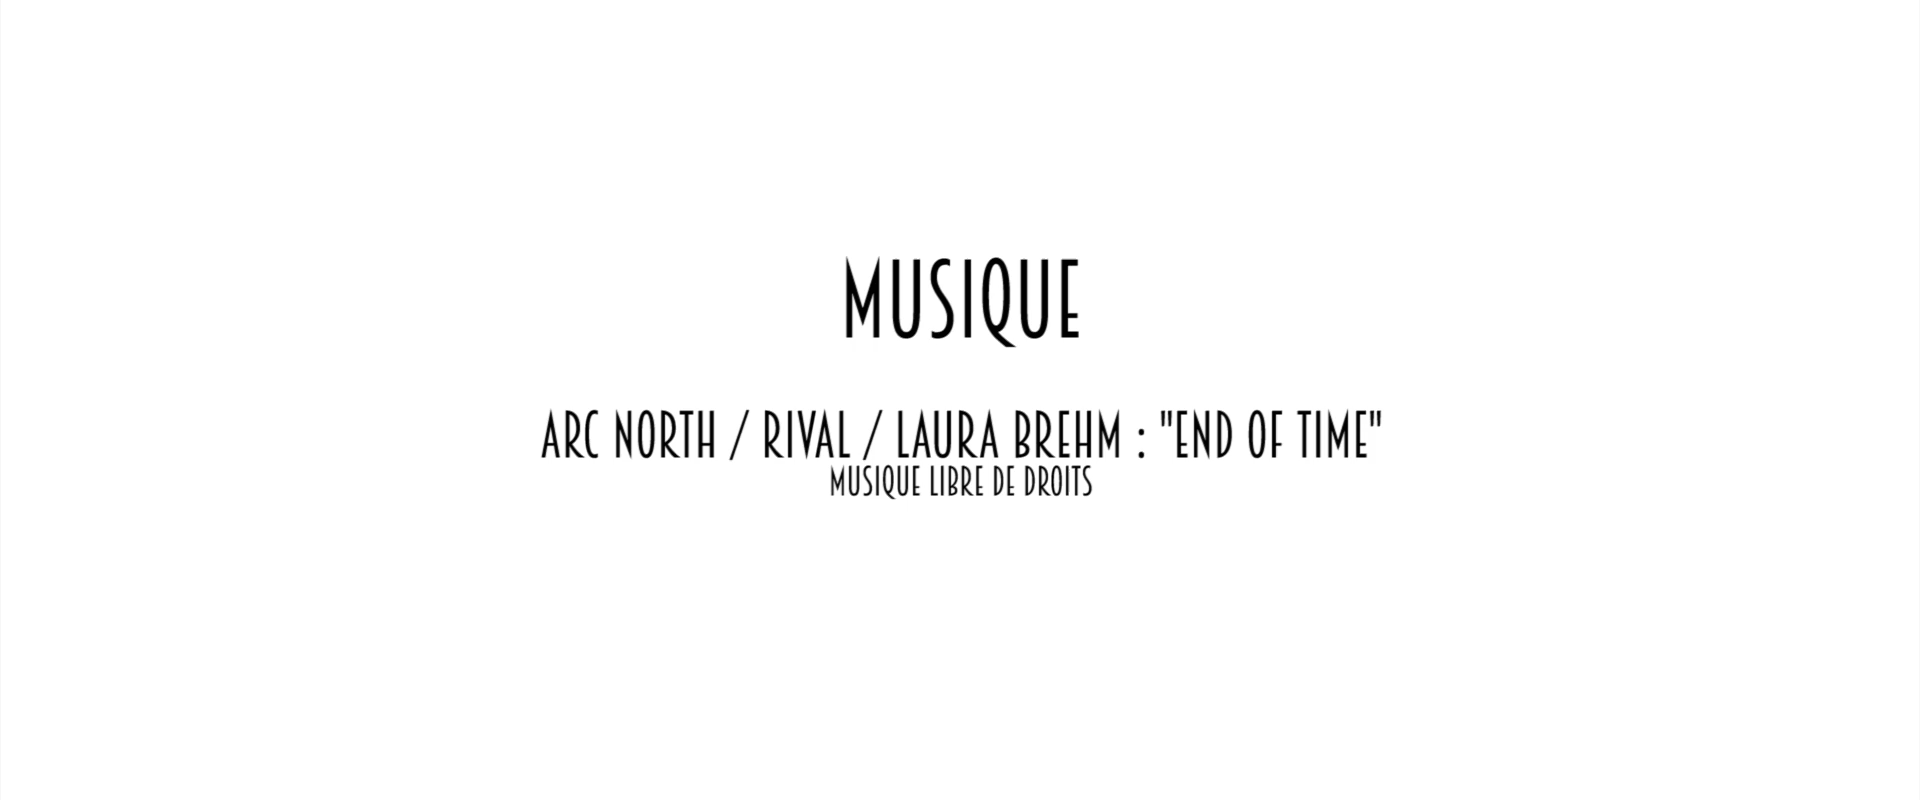 MUSIQUE
ARC NORTH / RIVAL / LAURA BREHM : "END OF TIME"
MUSIQUE LIBRE DE DROITS